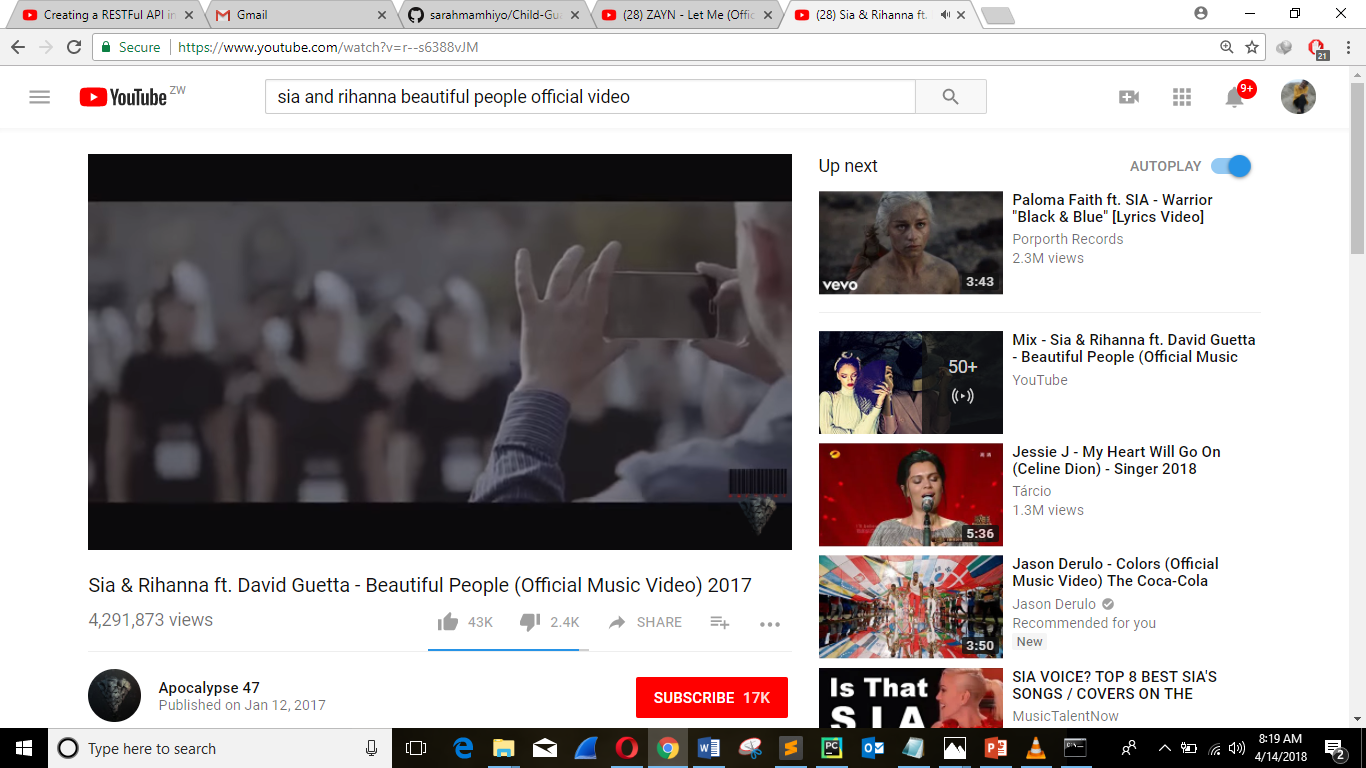 Creating a RESTFul API in
Gmail
sarahmamhiyo/Child-Gua
(28) ZAYN - Let Me (Offic
(28) Sia & Rihanna ft.
Secure
https://www.youtube.com/watch?v=r--s6388vJM
21
YouTube ZW
sia and rihanna beautiful people official video
9+
Up next
AUTOPLAY
Paloma Faith ft. SIA - Warrior
"Black & Blue" [Lyrics Video]
Porporth Records
2.3M views
vevo
3:43
Mix - Sia & Rihanna ft. David Guetta
- Beautiful People (Official Music
YouTube
50+
Jessie J - My Heart Will Go On
(Celine Dion) - Singer 2018
Tárcio
1.3M views
5:36
Jason Derulo - Colors (Official
Music Video) The Coca-Cola
Jason Derulo
Recommended for you
New
3:50
SIA VOICE? TOP 8 BEST SIA'S
SONGS / COVERS ON THE
MusicTalentNow
Is That
SIA
Sia & Rihanna ft. David Guetta - Beautiful People (Official Music Video) 2017
4,291,873 views
43K
2.4K
SHARE
Apocalypse 47
Published on Jan 12, 2017
SUBSCRIBE 17K
Type here to search
8:19 AM
4/14/2018
2